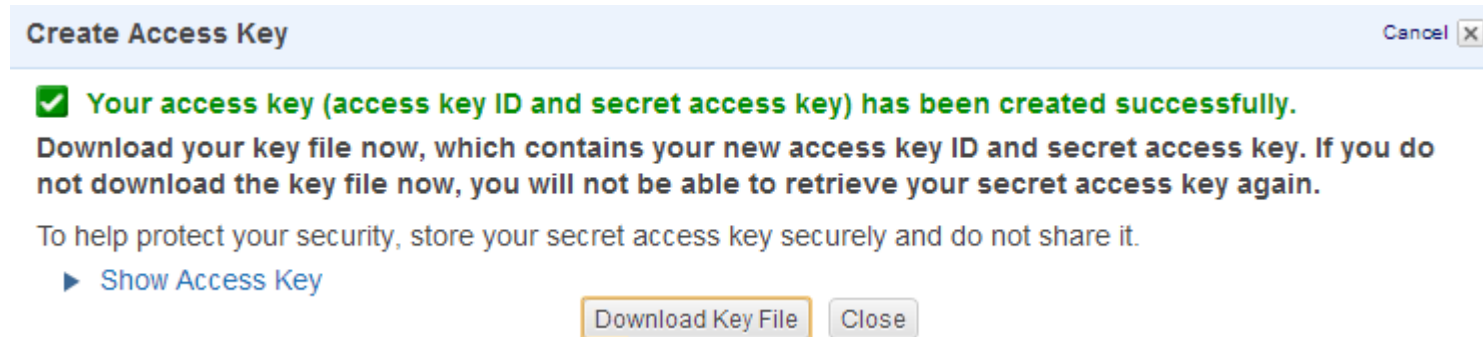 Create Access Key
Cancel
Your access key (access key ID and secret access key) has been created successfully.
Download your key file now, which contains your new access key ID and secret access key. If you do
not download the key file now, you will not be able to retrieve your secret access key again.
To help protect your security, store your secret access key securely and do not share it.
Show Access Key
Download Key File
Close